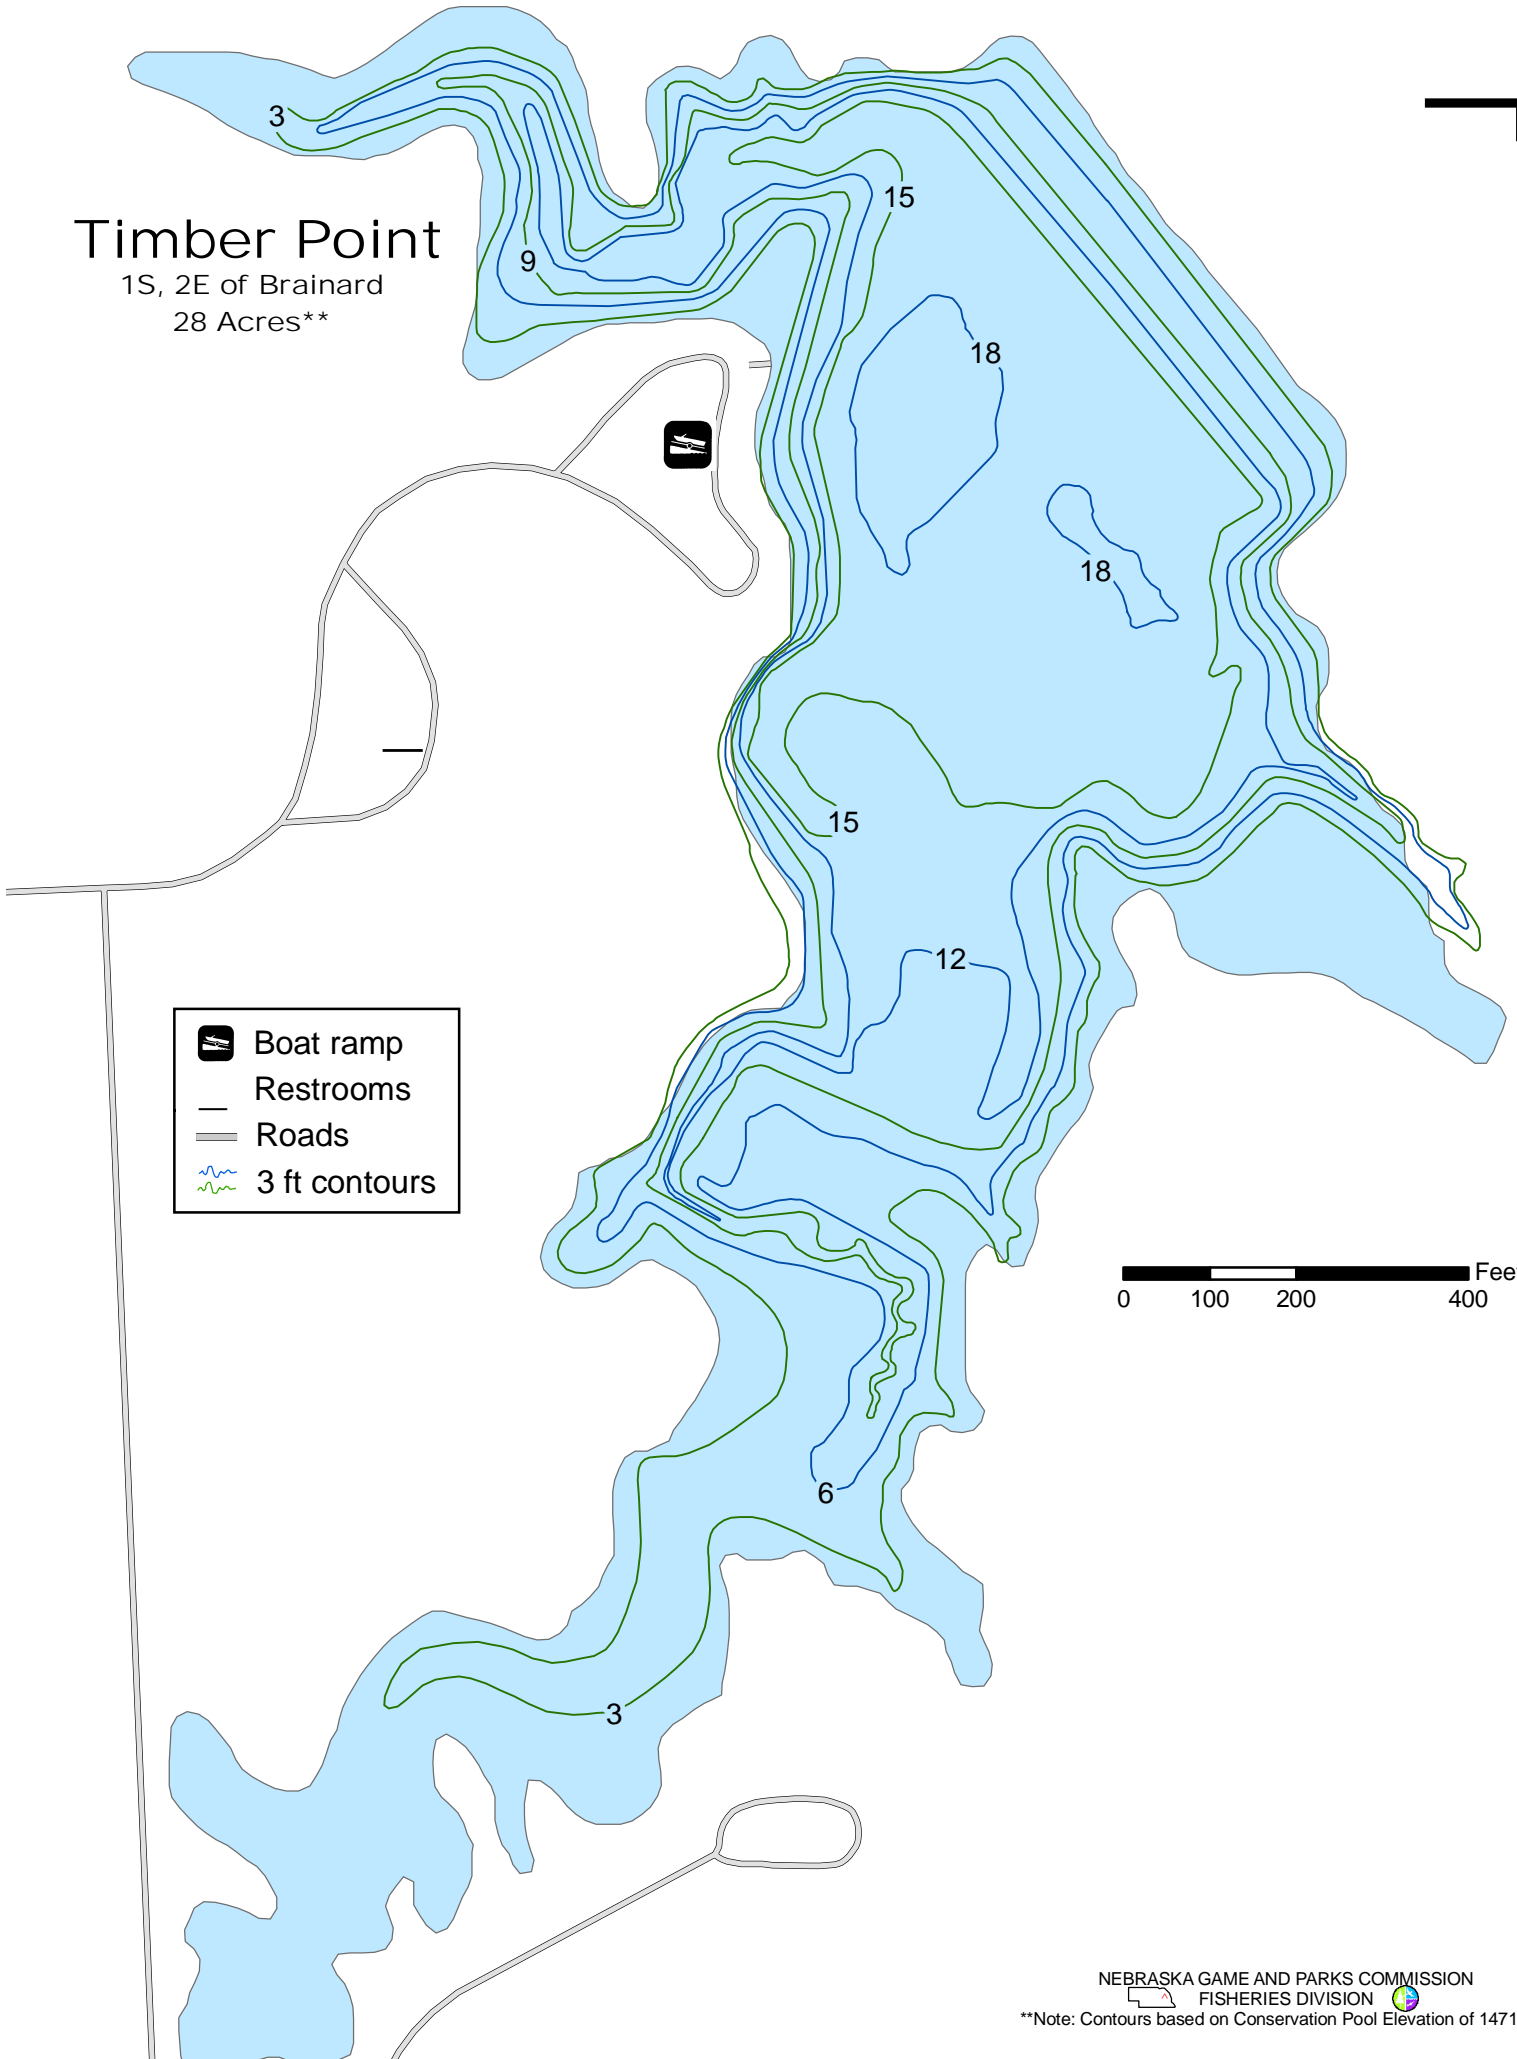 3
Timber Point
1S, 2E of Brainard
28 Acres**
9
15
18
18
15
12
Boat ramp
Restrooms
Roads
3 ft contours
0 100 200 400
6
3
NEBRASKA GAME AND PARKS COMMISSION
FISHERIES DIVISION
**Note: Contours based on Conservation Pool Elevation of 1471